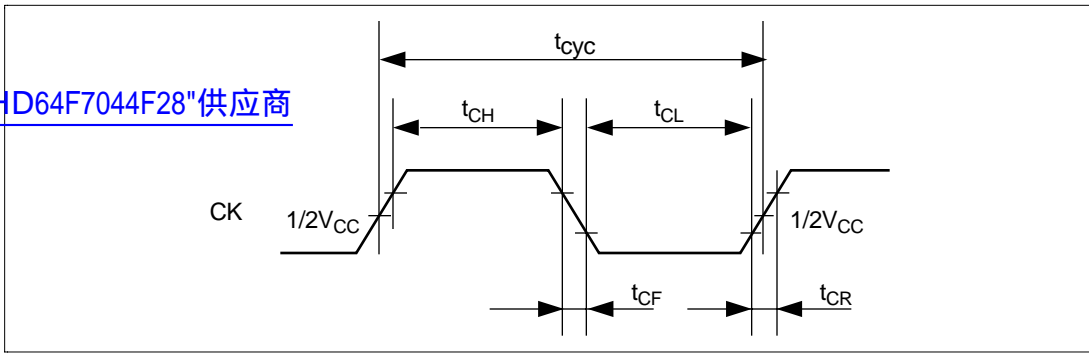 tcyc
HD64F7044F28"供应商
tCH
tCL
CK
1/2VCC
1/2VCC
tCF
tCR